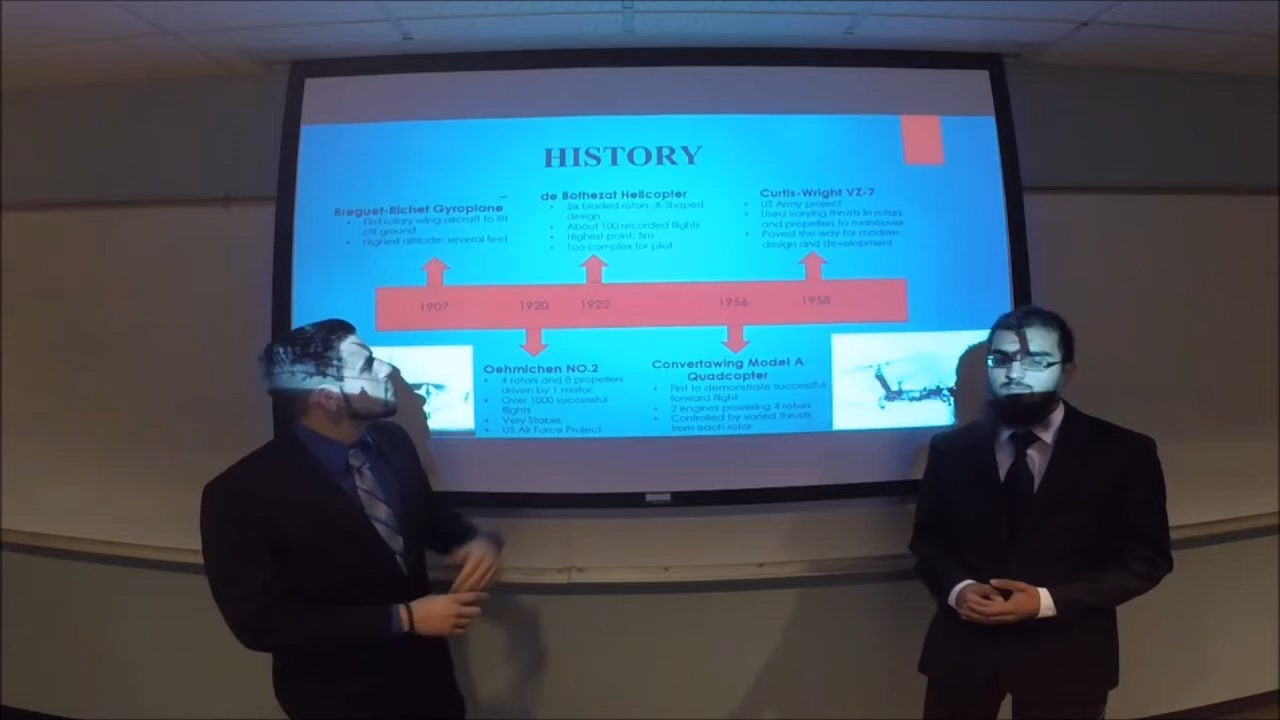 HISTORY
Breguet-Richet Gyroplane
First rotary wing aircraft to lift
off ground
Highest altitude: several feet
de Bothezat Helicopter
Six bladed rotors X-Shaped
design
About 100 recorded flights
Highest point: 5m
Too complex for pilot
Curtis-Wright VZ-7
US Army project
Used varying thrusts in rotors
and propellers to maneuver
Paved the way for modern
design and development
1907 1920 1922 1956 1958
Oehmichen NO.2
4 rotors and 8 propellers
driven by 1 motor
Over 1000 successful
flights
Very Stable
US Air Force Project
Convertawing Model A
Quadcopter
First to demonstrate successful
forward flight
2 engines powering 4 rotors
Controlled by varied thrusts
from each rotor